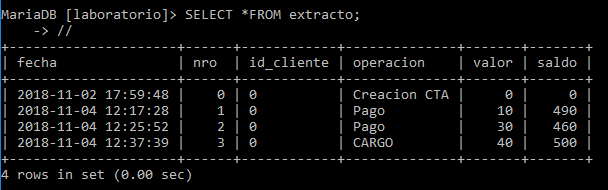 MariaDB [laboratorio]> SELECT *FROM extracto;
    -> //
+---------------------+------+------------+--------------+-------+-------+
| fecha               | nro  | id_cliente | operacion    | valor | saldo |
+---------------------+------+------------+--------------+-------+-------+
| 2018-11-02 17:59:48 |    0 | 0          | Creacion CTA |     0 |     0 |
| 2018-11-04 12:17:28 |    1 | 0          | Pago         |    10 |   490 |
| 2018-11-04 12:25:52 |    2 | 0          | Pago         |    30 |   460 |
| 2018-11-04 12:37:39 |    3 | 0          | CARGO        |    40 |   500 |
+---------------------+------+------------+--------------+-------+-------+
4 rows in set (0.00 sec)